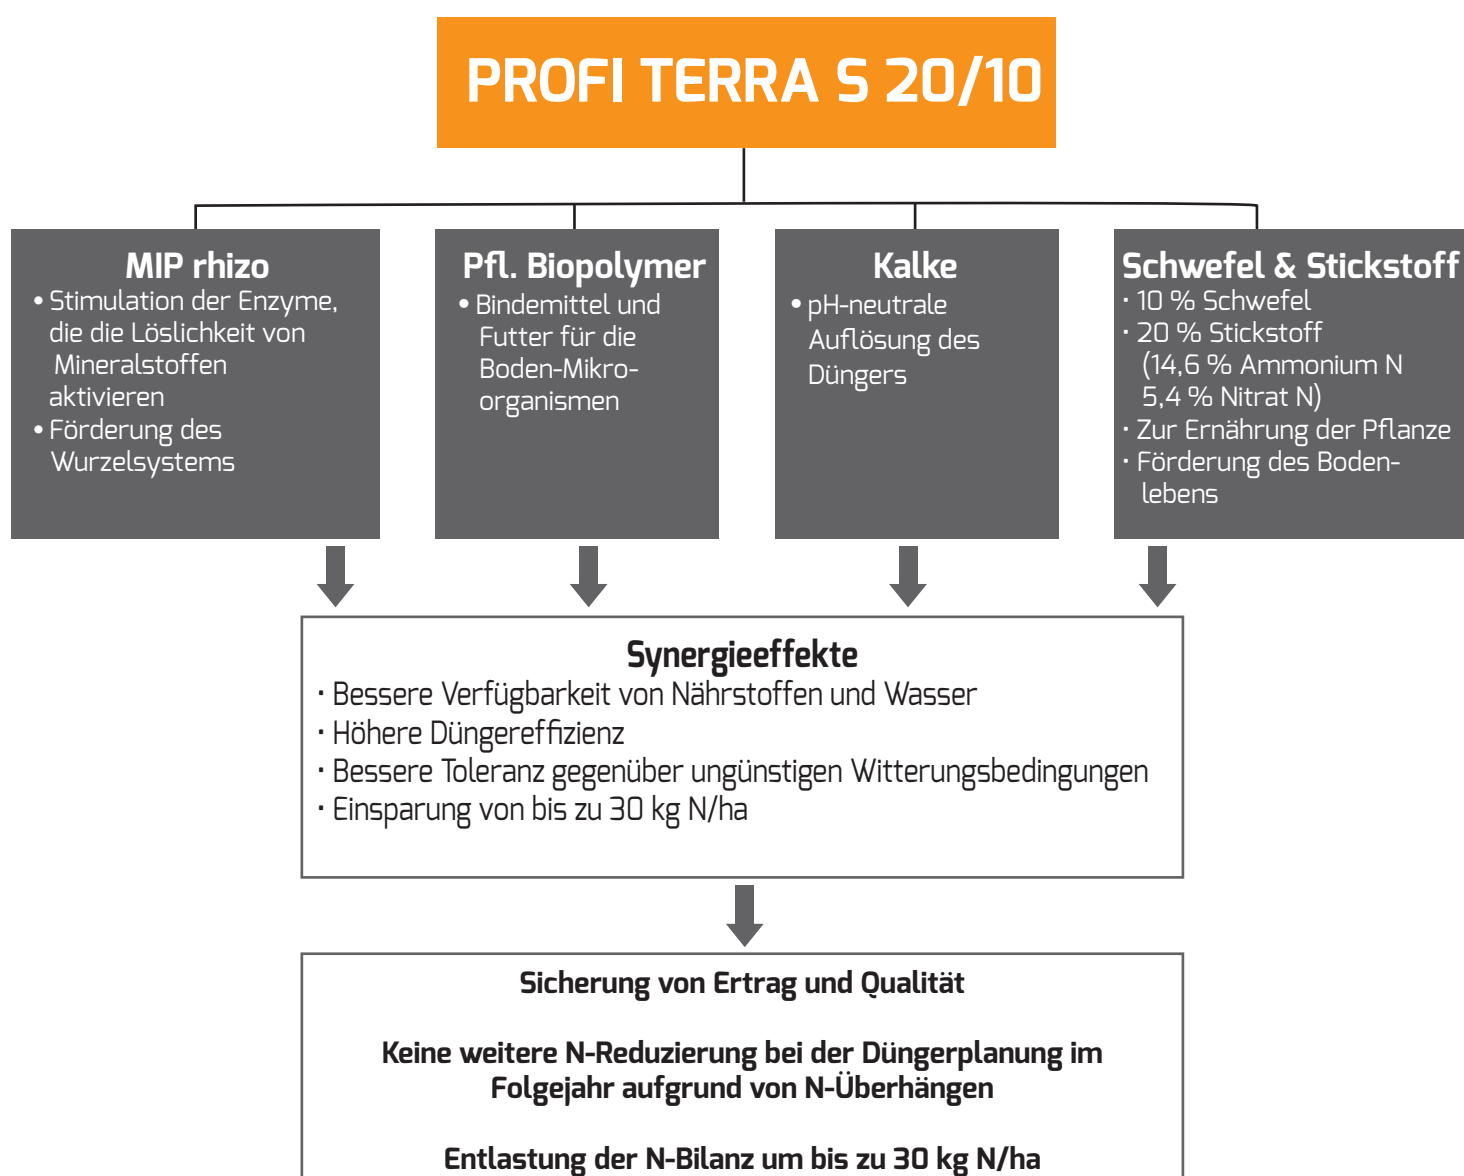 PROFI TERRA S 20/10
MIP rhizo
• Stimulation der Enzyme,
die die Löslichkeit von
Mineralstoffen
aktivieren
• Förderung des
Wurzelsystems
Pfl. Biopolymer
• Bindemittel und
Futter für die
Boden-Mikro-
organismen
Kalke
• pH-neutrale
Auflösung des
Düngers
Schwefel & Stickstoff
· 10 % Schwefel
· 20 % Stickstoff
(14,6 % Ammonium N
5,4 % Nitrat N)
· Zur Ernährung der Pflanze
· Förderung des Boden-
lebens
Synergieeffekte
· Bessere Verfügbarkeit von Nährstoffen und Wasser
· Höhere Düngereffizienz
· Bessere Toleranz gegenüber ungünstigen Witterungsbedingungen
· Einsparung von bis zu 30 kg N/ha
Sicherung von Ertrag und Qualität
Keine weitere N-Reduzierung bei der Düngerplanung im
Folgejahr aufgrund von N-Überhängen
Entlastung der N-Bilanz um bis zu 30 kg N/ha